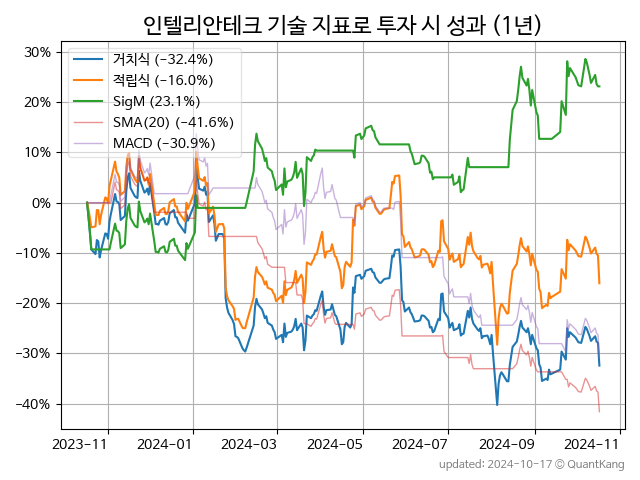 인텔리안테크 기술 지표로 투자 시 성과 (1년)
거치식 (−32.4%)
적립식 (−16.0%)
SigM (23.1%)
SMA(20) (−41.6%)
MACD (−30.9%)
30%
20%
10%
0%
−10%
−20%
−30%
−40%
2023−11 2024−01 2024−03 2024−05 2024−07 2024−09 2024−11
updated: 2024-10-17 © QuantKang